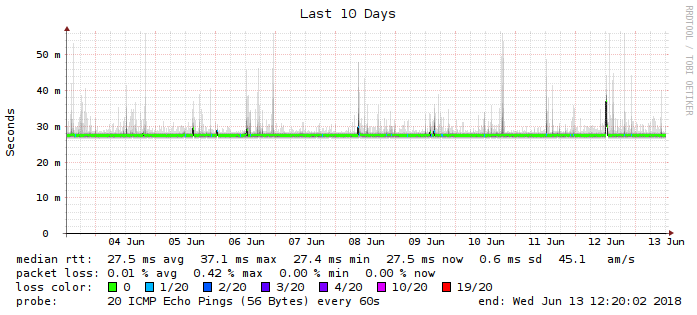 Last 10 Days
RRDTOOL / TOBI OETIKER
Seconds
50 m
40 m
30 m
20 m
10 m
0
04 Jun 05 Jun 06 Jun 07 Jun 08 Jun 09 Jun 10 Jun 11 Jun 12 Jun 13 Jun
median rtt: 27.5 ms avg 37.1 ms max 27.4 ms min 27.5 ms now 0.6 ms sd 45.1 am/s
packet loss: 0.01 % avg 0.42 % max 0.00 % min 0.00 % now
loss color: 0 1/20 2/20 3/20 4/20 10/20 19/20
probe: 20 ICMP Echo Pings (56 Bytes) every 60s end: Wed Jun 13 12:20:02 2018